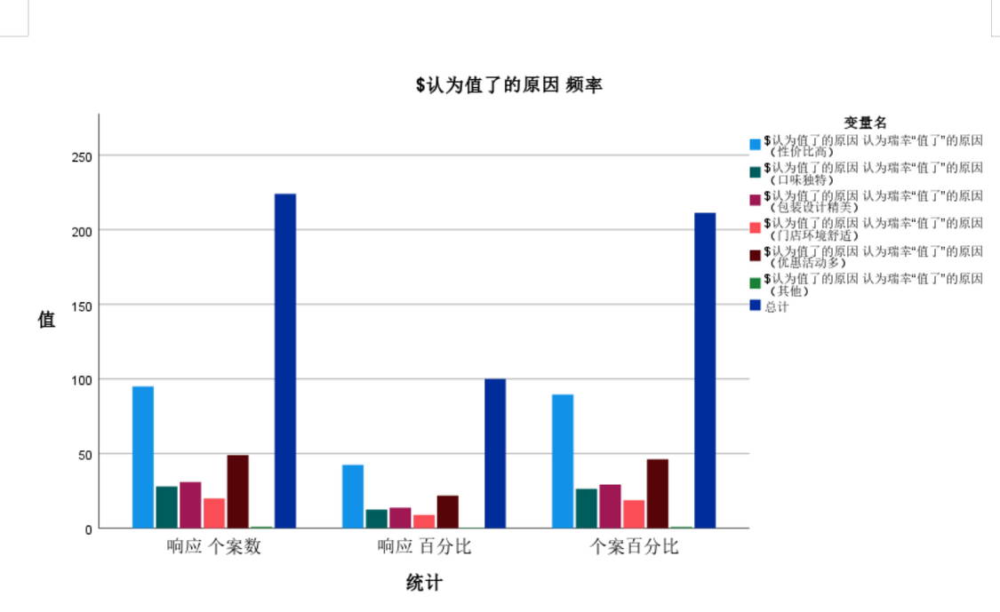 $认为值了的原因 频率
变量名
$认为值了的原因 认为瑞幸“值了”的原因
（性价比高）
$认为值了的原因 认为瑞幸“值了”的原因
（口味独特）
$认为值了的原因 认为瑞幸“值了”的原因
（包装设计精美）
$认为值了的原因 认为瑞幸“值了”的原因
（门店环境舒适）
$认为值了的原因 认为瑞幸“值了”的原因
（优惠活动多）
$认为值了的原因 认为瑞幸“值了”的原因
（其他）
总计
250
200
150
100
50
0
值
响应 个案数
响应 百分比
个案百分比
统计